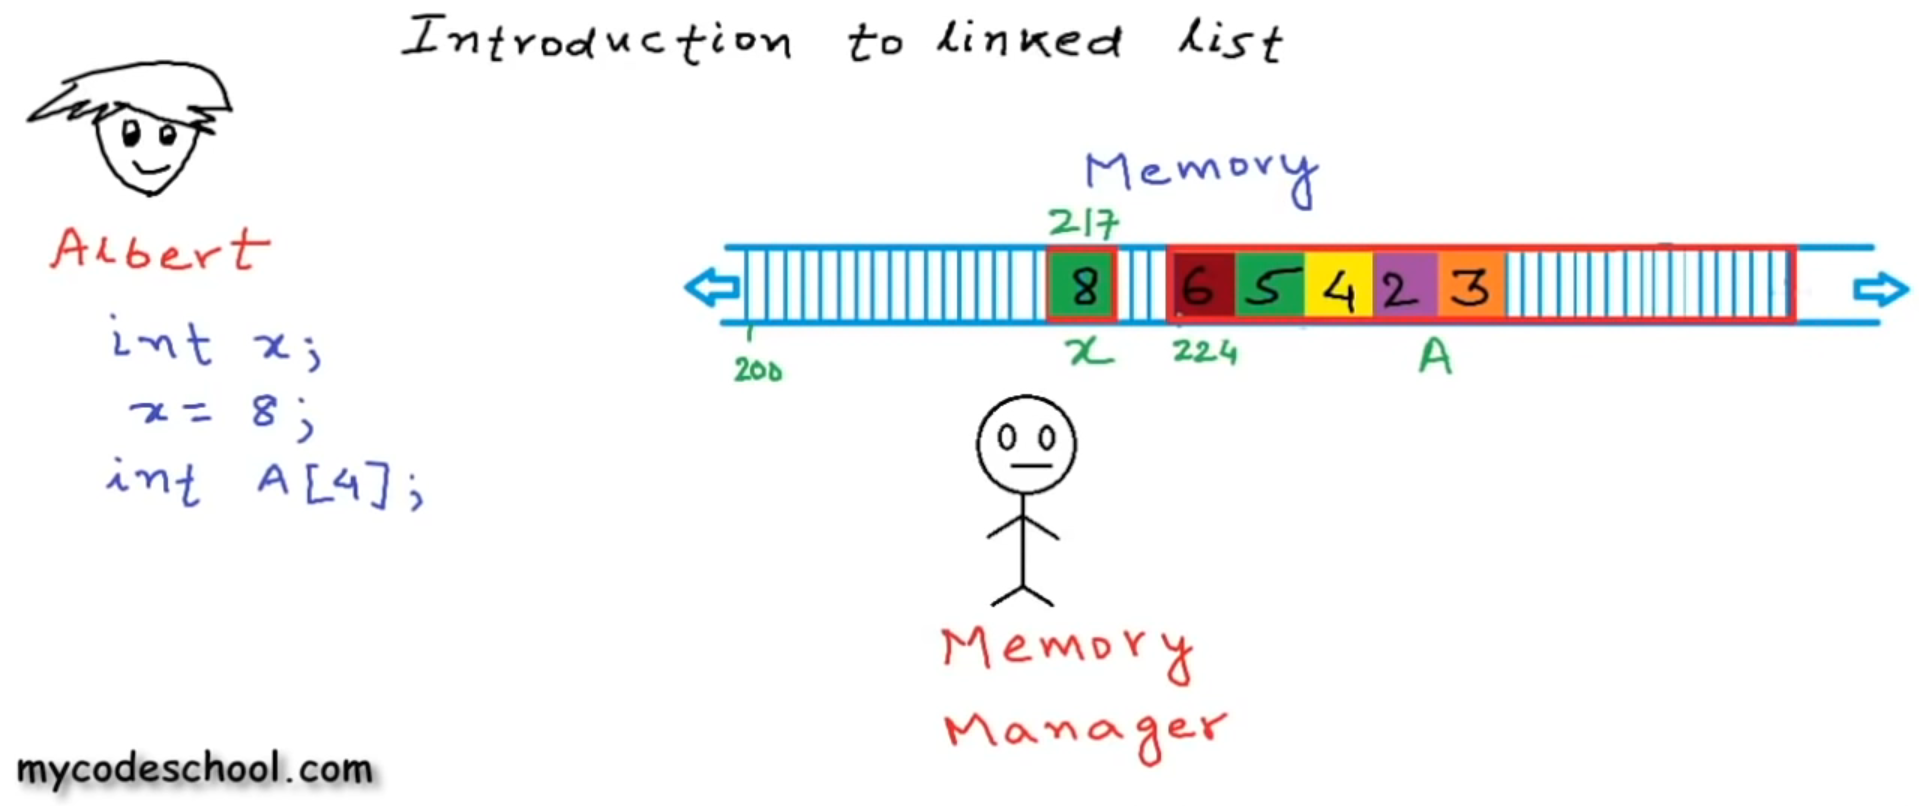 Introduction to linked list
Memory
217
8 6 5 4 2 3
200 x 224 A
Albert
int x;
x = 8;
int A[4];
Memory
Manager
mycodeschool.com